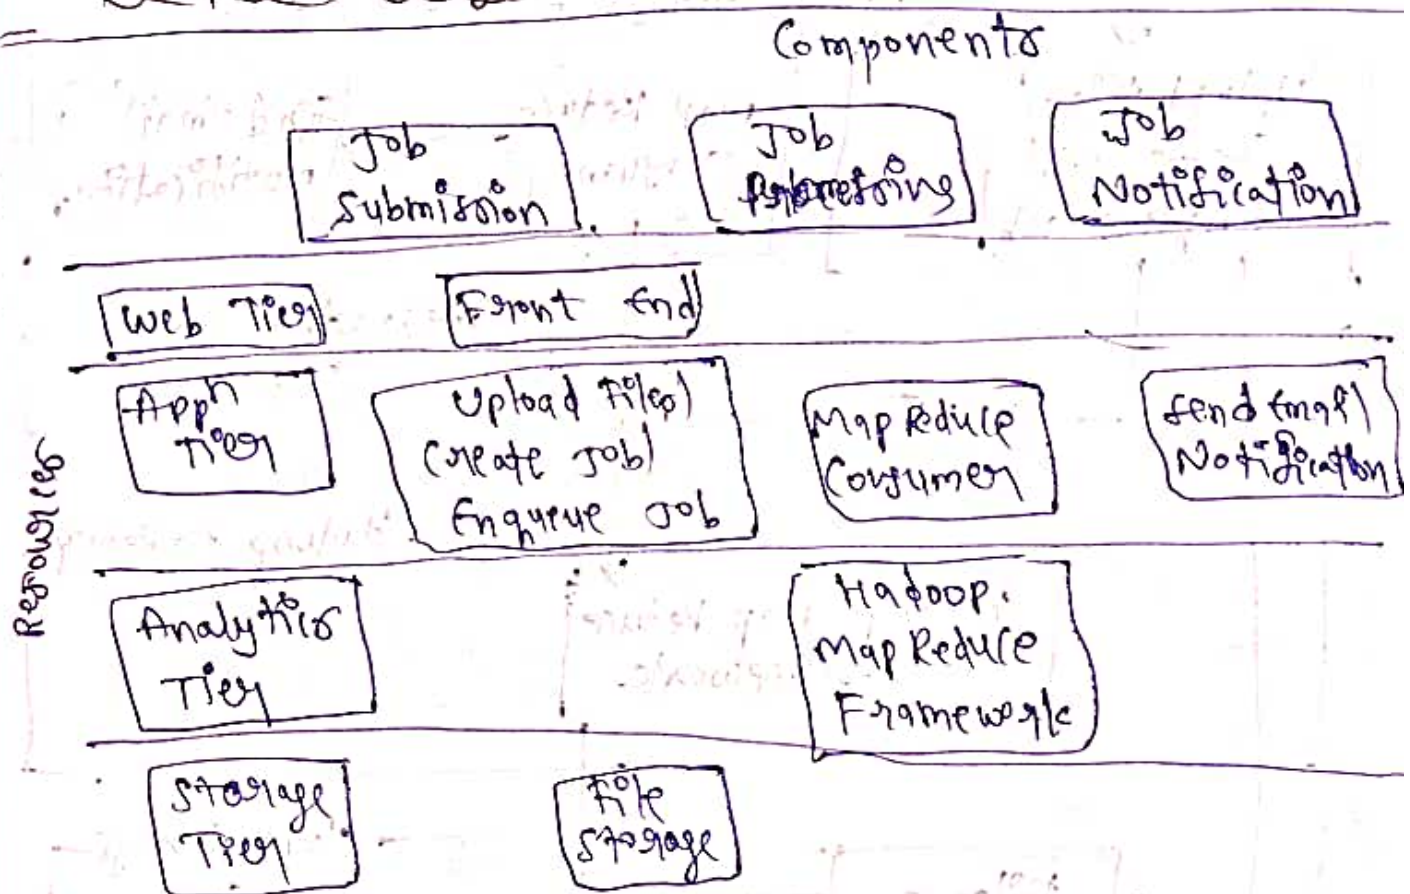 Components
Job
Submission
Job
Processing
Job
Notification
Web Tier
Front End
Appn
Tier
Upload Files
Create Job
Enqueue Job
Map Reduce
Consumer
Send Email
Notification
Resources
Analytics
Tier
Hadoop.
Map Reduce
Framework
Storage
Tier
File
Storage